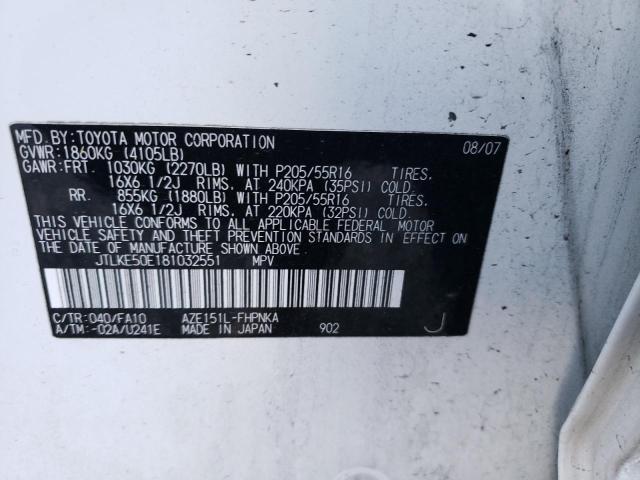 MFD.BY:TOYOTA MOTOR CORPORATION 08/07
GVWR:1860KG (4105LB)
GAWR:FRT. 1030KG (2270LB) WITH P205/55R16 TIRES,
16X6 1/2J RIMS, AT 240KPA (35PSI) COLD.
RR. 855KG (1880LB) WITH P205/55R16 TIRES,
16X6 1/2J RIMS, AT 220KPA (32PSI) COLD.
THIS VEHICLE CONFORMS TO ALL APPLICABLE FEDERAL MOTOR
VEHICLE SAFETY AND THEFT PREVENTION STANDARDS IN EFFECT ON
THE DATE OF MANUFACTURE SHOWN ABOVE.
JTLKE50E181032551 MPV
C/TR:040/FA10 AZE151L-FHPNKA
A/TM:-02A/U241E MADE IN JAPAN 902 J